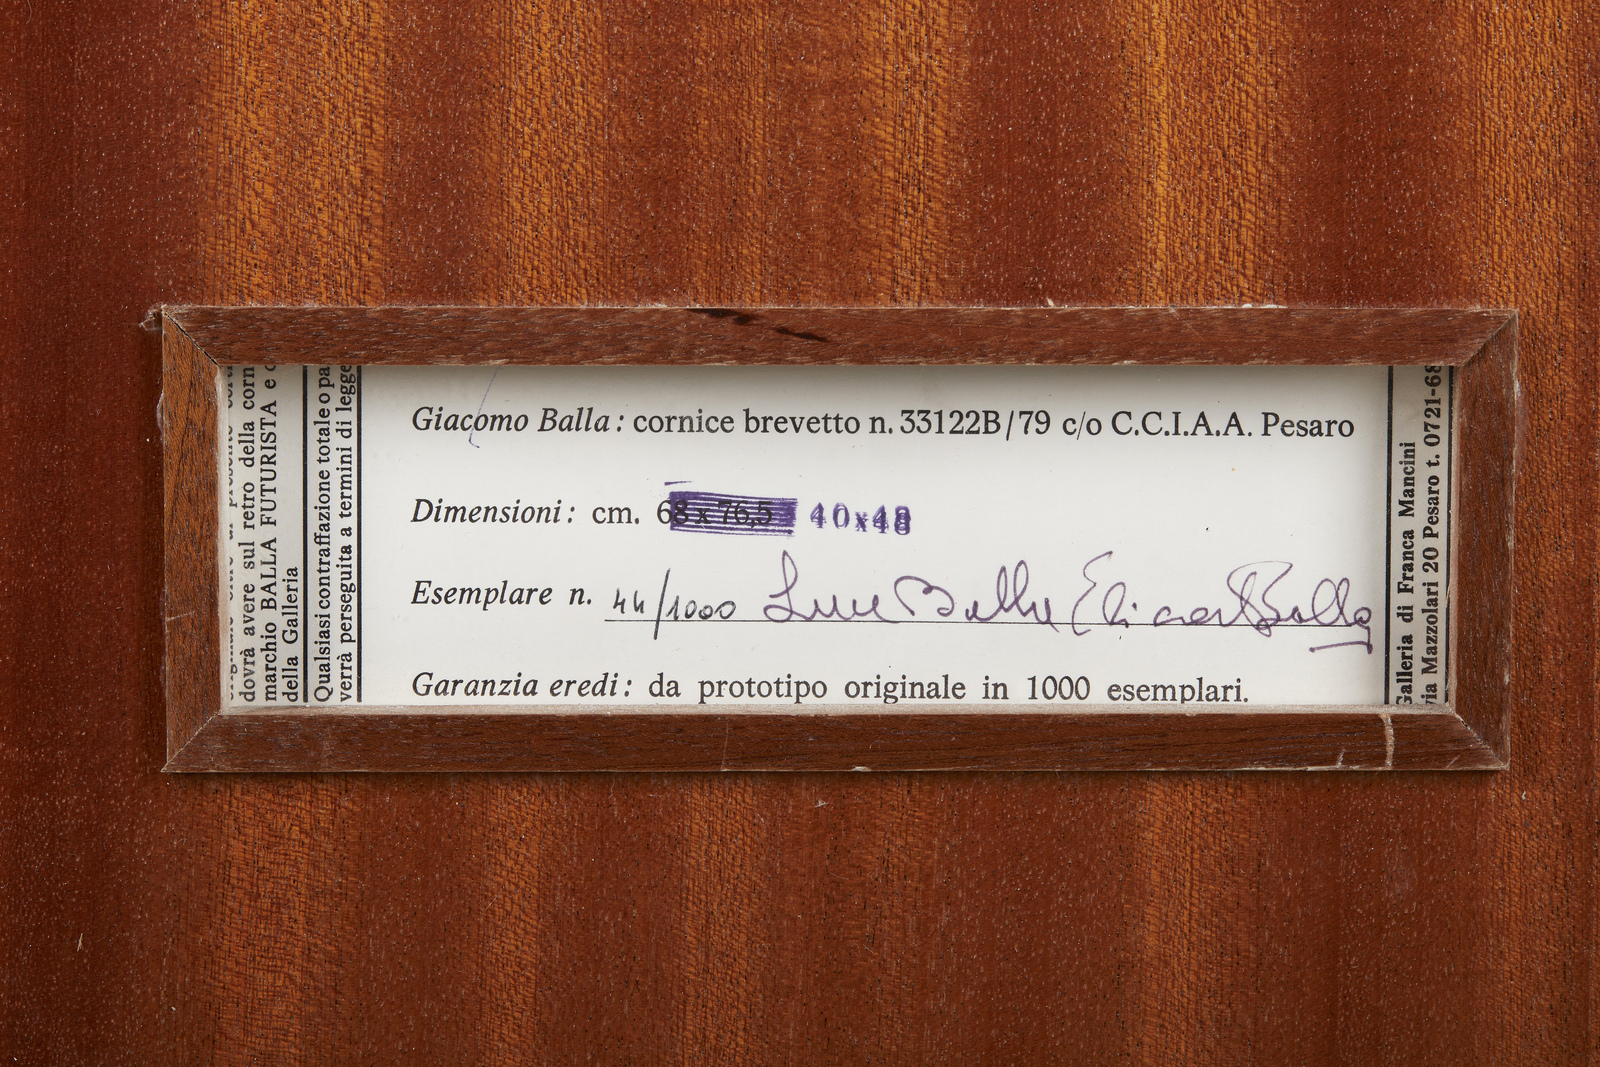 dovrà avere sul retro della corn
marchio BALLA FUTURISTA e
della Galleria
Qualsiasi contraffazione totale o pa
verrà perseguita a termini di legge
Giacomo Balla: cornice brevetto n. 33122B/79 c/o C.C.I.A.A. Pesaro
Dimensioni: cm. 68 x 76,5 40x48
Esemplare n. 44/1000 Luce Balla Elica Balla
Garanzia eredi: da prototipo originale in 1000 esemplari.
Galleria di Franca Mancini
via Mazzolari 20 Pesaro t. 0721-68